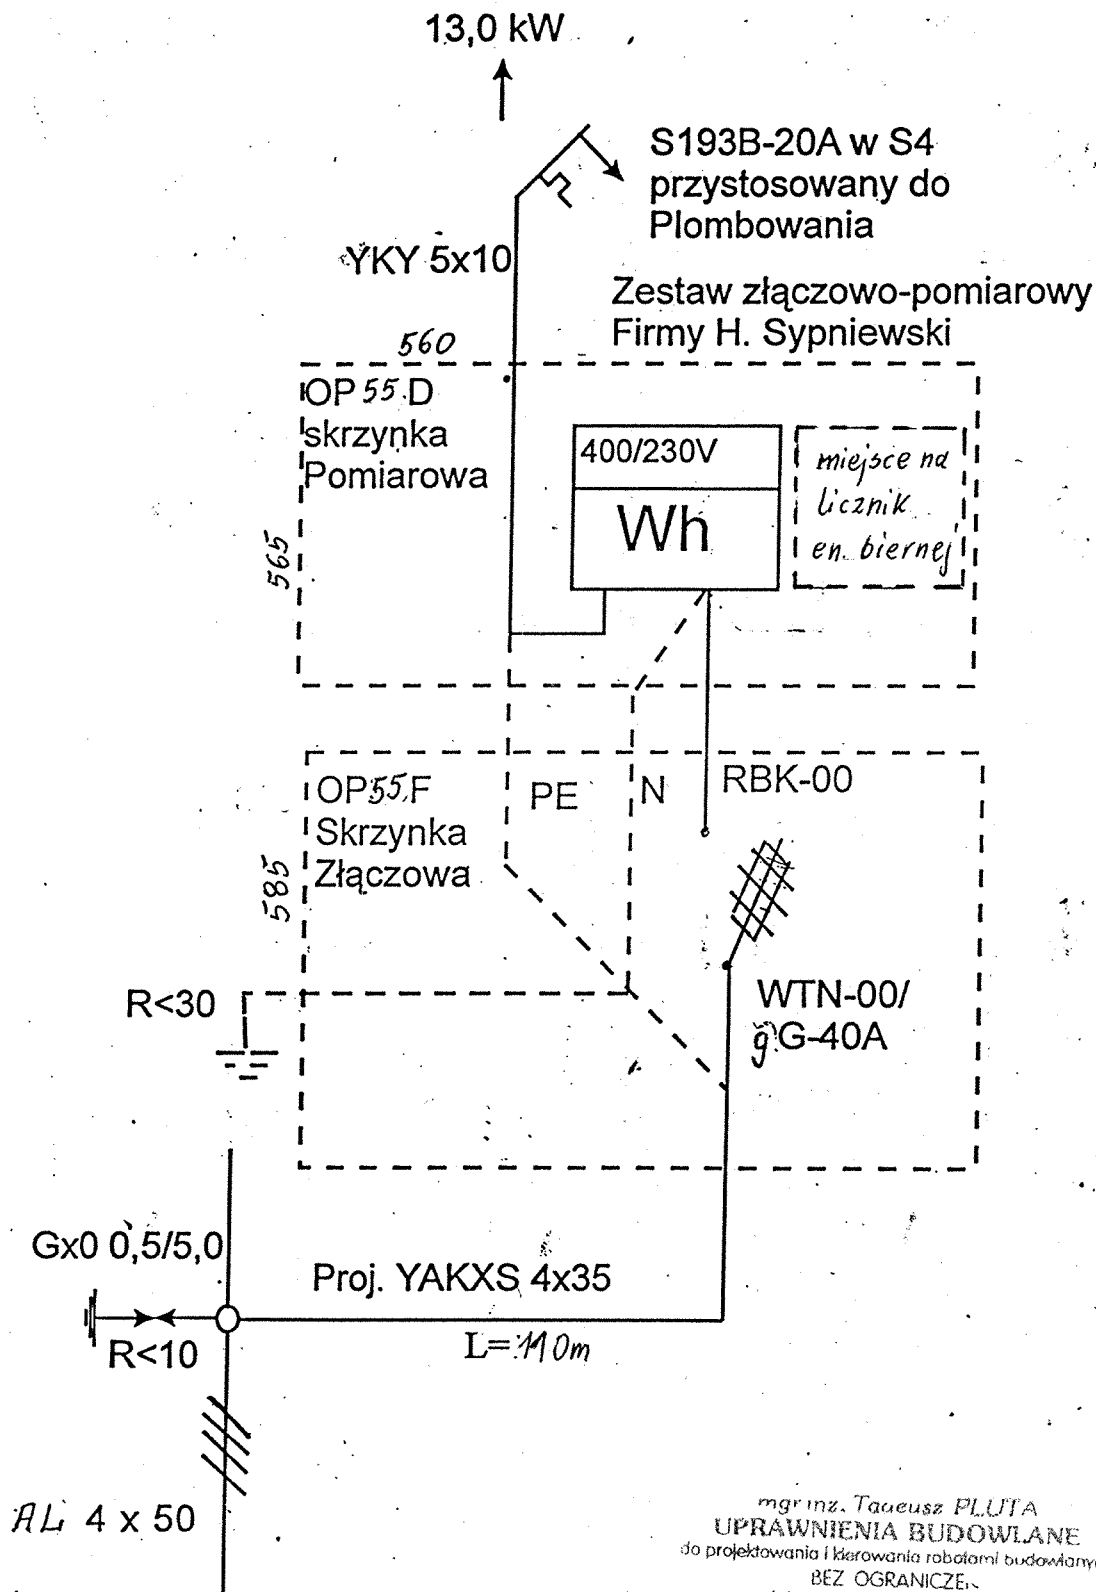 13,0 kW
S193B-20A w S4
przystosowany do
Plombowania
YKY 5x10
Zestaw złączowo-pomiarowy
Firmy H. Sypniewski
560
OP 55 D
skrzynka
Pomiarowa
400/230V
Wh
miejsce na
licznik
en. biernej
565
OP 55 F
Skrzynka
Złączowa
PE
N
RBK-00
585
R<30
WTN-00/
gG-40A
Gx0 0,5/5,0
Proj. YAKXS 4x35
R<10
L= 110m
AL 4 x 50
mgr inż. Tadeusz PLUTA
UPRAWNIENIA BUDOWLANE
do projektowania i kierowania robotami
BEZ